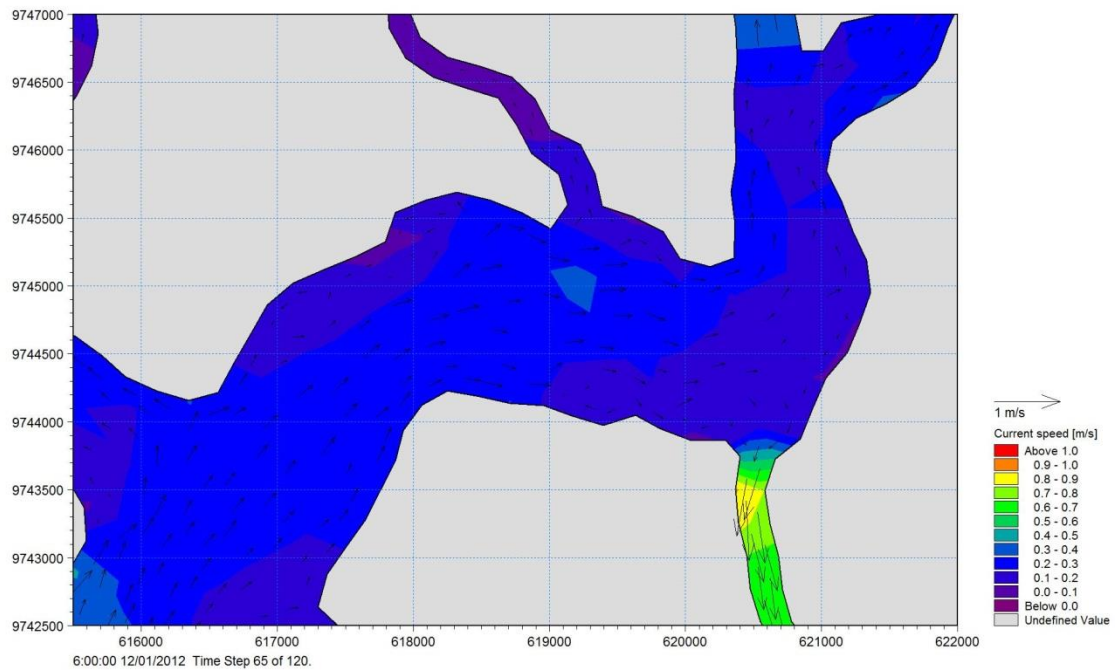 9747000
9746500
9746000
9745500
9745000
9744500
9744000
9743500
9743000
9742500
616000 617000 618000 619000 620000 621000 622000
6:00:00 12/01/2012 Time Step 65 of 120.
1 m/s
Current speed [m/s]
Above 1.0
0.9 - 1.0
0.8 - 0.9
0.7 - 0.8
0.6 - 0.7
0.5 - 0.6
0.4 - 0.5
0.3 - 0.4
0.2 - 0.3
0.1 - 0.2
0.0 - 0.1
Below 0.0
Undefined Value